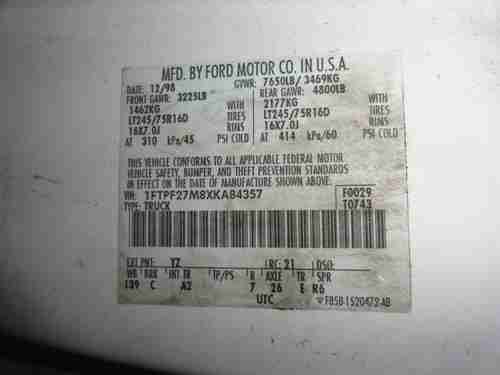 MFD. BY FORD MOTOR CO. IN U.S.A.
DATE: 12/98 GVWR: 7650LB/ 3469KG
FRONT GAWR: 3225LB REAR GAWR: 4800LB
1462KG WITH 2177KG WITH
LT245/75R16D TIRES LT245/75R16D TIRES
16X7.0J RIMS 16X7.0J RIMS
AT 310 kPa/45 PSI COLD AT 414 kPa/60 PSI COLD
THIS VEHICLE CONFORMS TO ALL APPLICABLE FEDERAL MOTOR
VEHICLE SAFETY, BUMPER, AND THEFT PREVENTION STANDARDS
IN EFFECT ON THE DATE OF MANUFACTURE SHOWN ABOVE
VIN: 1FTPF27M8XKA84357 F0029
TYPE: TRUCK T0743
EXT PNT: YZ RC: 21 DSO:
WB BRK INT TR TP/PS R AXLE TR SPR
139 C A2 7 26 E R6
UTC F85B-1520472-AB